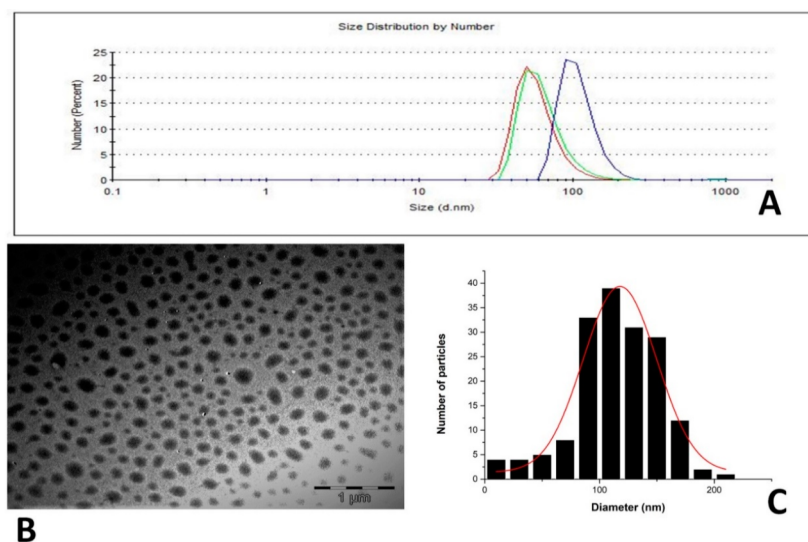 Size Distribution by Number
Number (Percent)
25
20
15
10
5
0
0.1 1 10 100 1000
Size (d.nm)
A
1 µm
B
Number of particles
40
35
30
25
20
15
10
5
0
0 100 200
Diameter (nm)
C